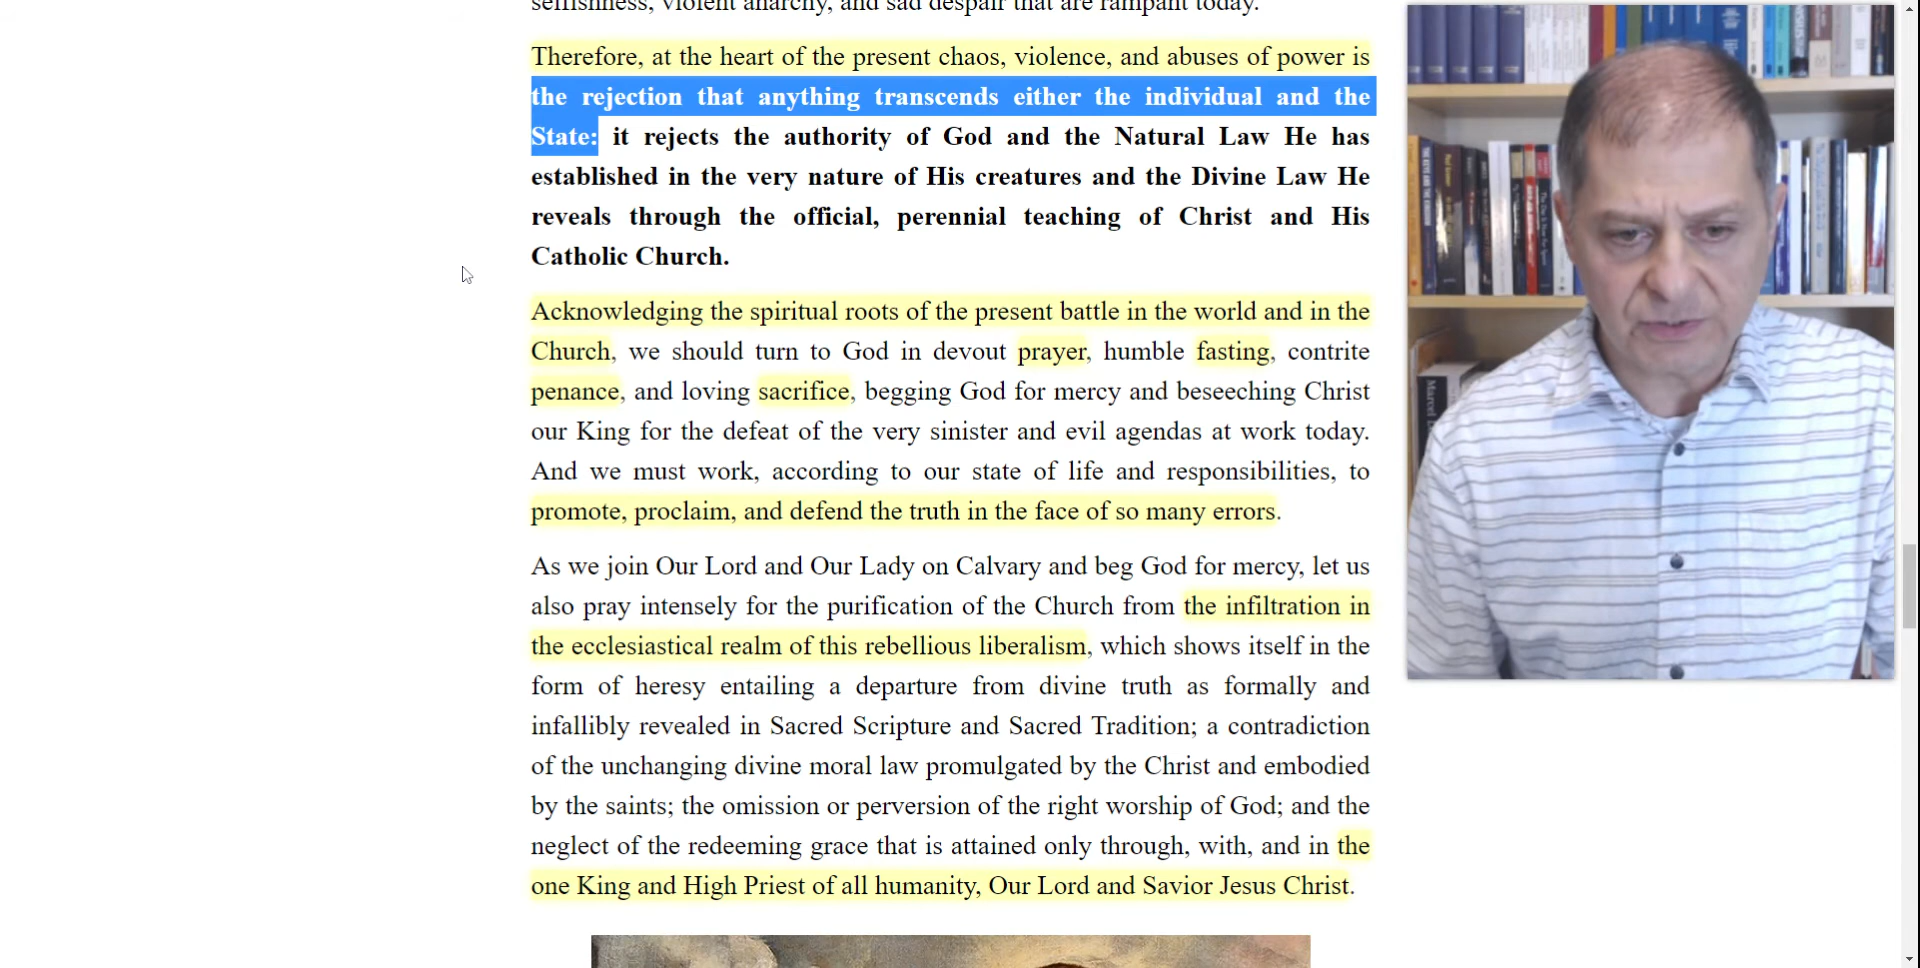 selfishness, violent anarchy, and sad despair that are rampant today.
Therefore, at the heart of the present chaos, violence, and abuses of power is
the rejection that anything transcends either the individual and the
State: it rejects the authority of God and the Natural Law He has
established in the very nature of His creatures and the Divine Law He
reveals through the official, perennial teaching of Christ and His
Catholic Church.
Acknowledging the spiritual roots of the present battle in the world and in the
Church, we should turn to God in devout prayer, humble fasting, contrite
penance, and loving sacrifice, begging God for mercy and beseeching Christ
our King for the defeat of the very sinister and evil agendas at work today.
And we must work, according to our state of life and responsibilities, to
promote, proclaim, and defend the truth in the face of so many errors.
As we join Our Lord and Our Lady on Calvary and beg God for mercy, let us
also pray intensely for the purification of the Church from the infiltration in
the ecclesiastical realm of this rebellious liberalism, which shows itself in the
form of heresy entailing a departure from divine truth as formally and
infallibly revealed in Sacred Scripture and Sacred Tradition; a contradiction
of the unchanging divine moral law promulgated by the Christ and embodied
by the saints; the omission or perversion of the right worship of God; and the
neglect of the redeeming grace that is attained only through, with, and in the
one King and High Priest of all humanity, Our Lord and Savior Jesus Christ.
Marcel